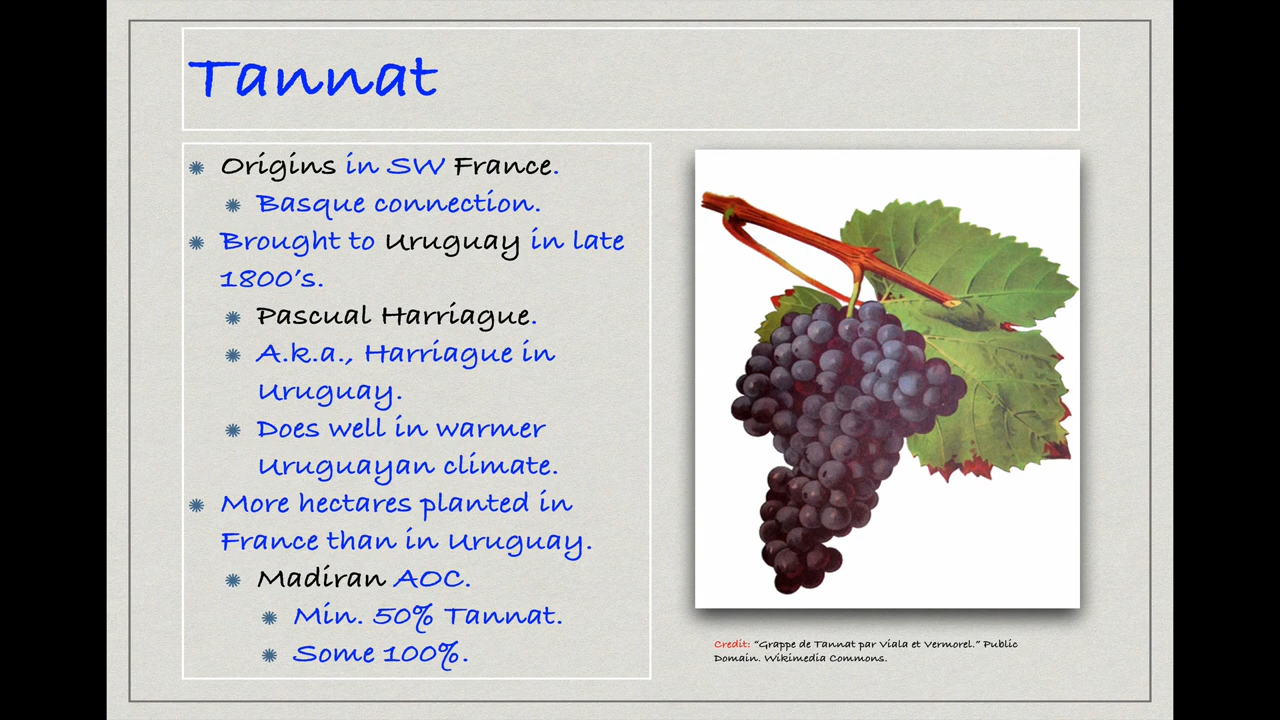 Tannat
Origins in SW France.
Basque connection.
Brought to Uruguay in late
1800's.
Pascual Harriague.
A.k.a., Harriague in
Uruguay.
Does well in warmer
Uruguayan climate.
More hectares planted in
France than in Uruguay.
Madiran AOC.
Min. 50% Tannat.
Some 100%.
Credit: "Grappe de Tannat par Viala et Vermorel." Public
Domain. Wikimedia Commons.